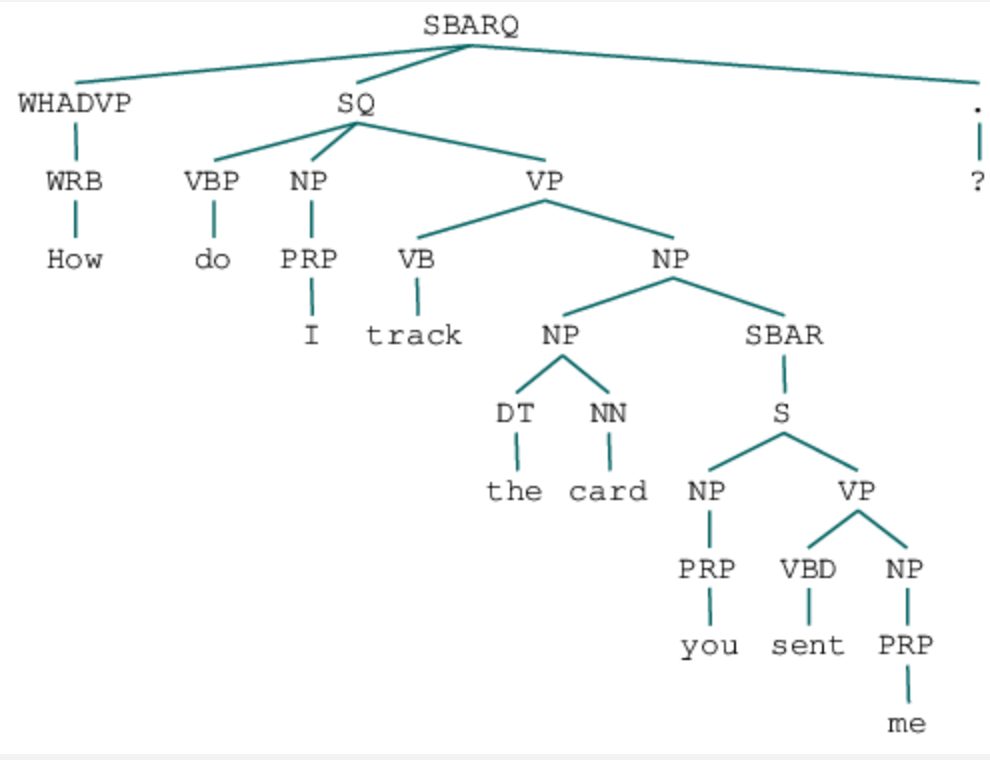 SBARQ
WHADVP SQ .
WRB VBP NP VP ?
How do PRP VB NP
I track NP SBAR
DT NN S
the card NP VP
PRP VBD NP
you sent PRP
me